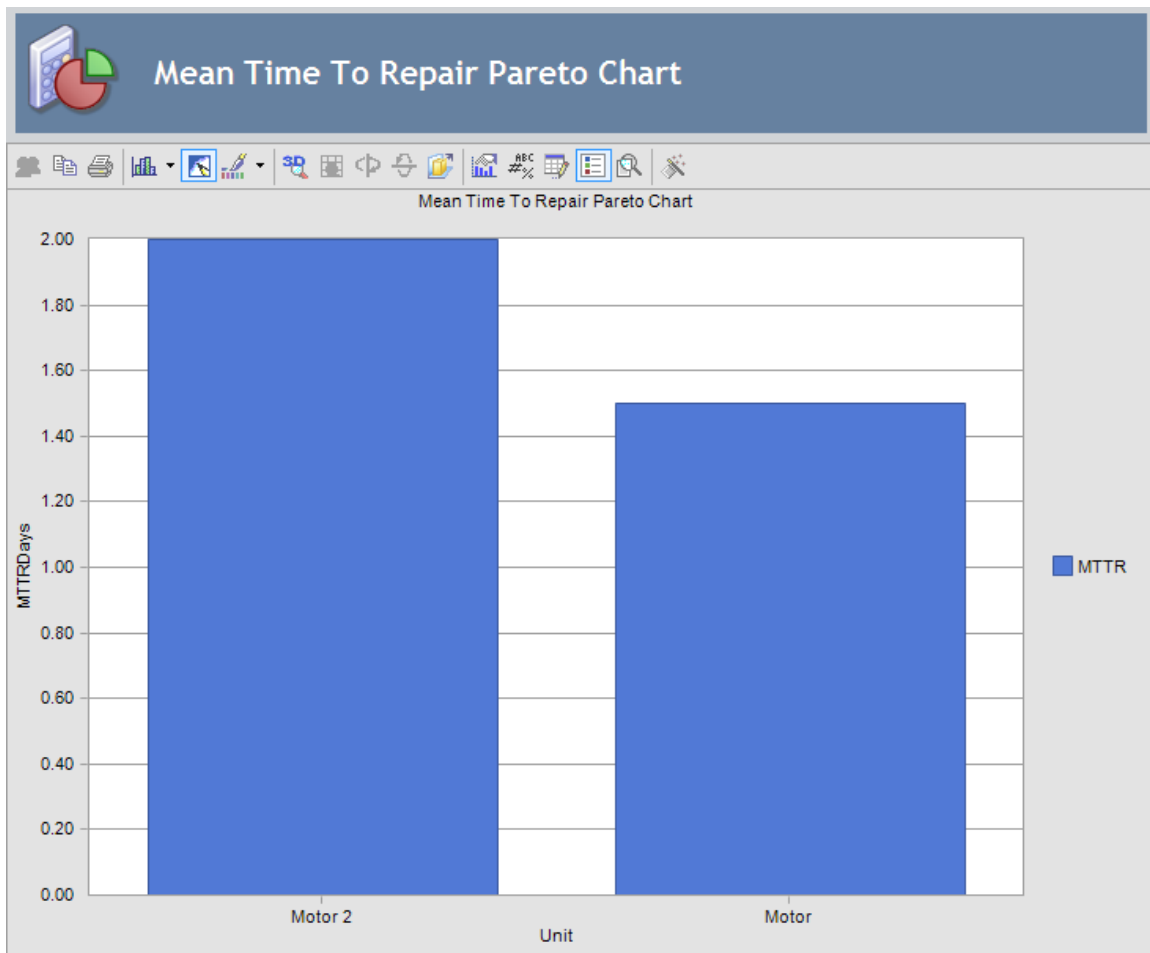 Mean Time To Repair Pareto Chart
3D
ABC
#%
Mean Time To Repair Pareto Chart
2.00
1.80
1.60
1.40
1.20
1.00
0.80
0.60
0.40
0.20
0.00
MTTRDays
MTTR
Motor 2
Motor
Unit